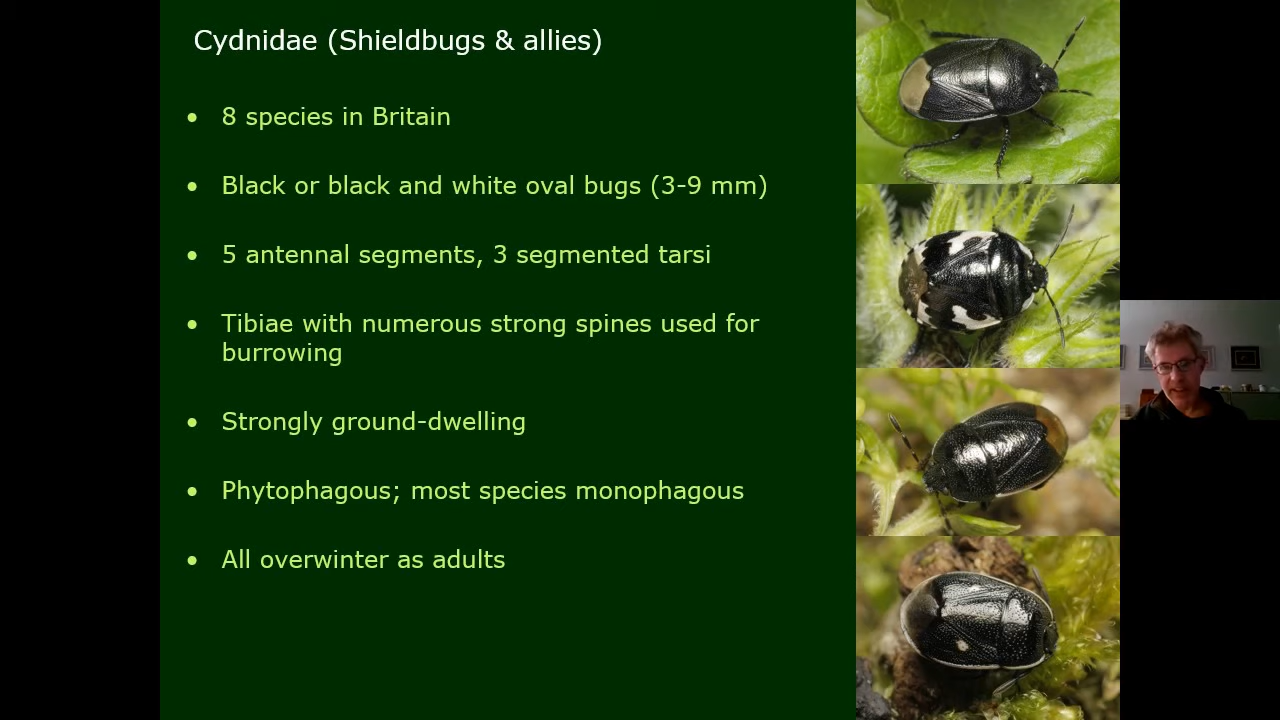 Cydnidae (Shieldbugs & allies)
• 8 species in Britain
• Black or black and white oval bugs (3-9 mm)
• 5 antennal segments, 3 segmented tarsi
• Tibiae with numerous strong spines used for
burrowing
• Strongly ground-dwelling
• Phytophagous; most species monophagous
• All overwinter as adults